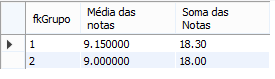 fkGrupo Média das notas Soma das Notas
1 9.150000 18.30
2 9.000000 18.00